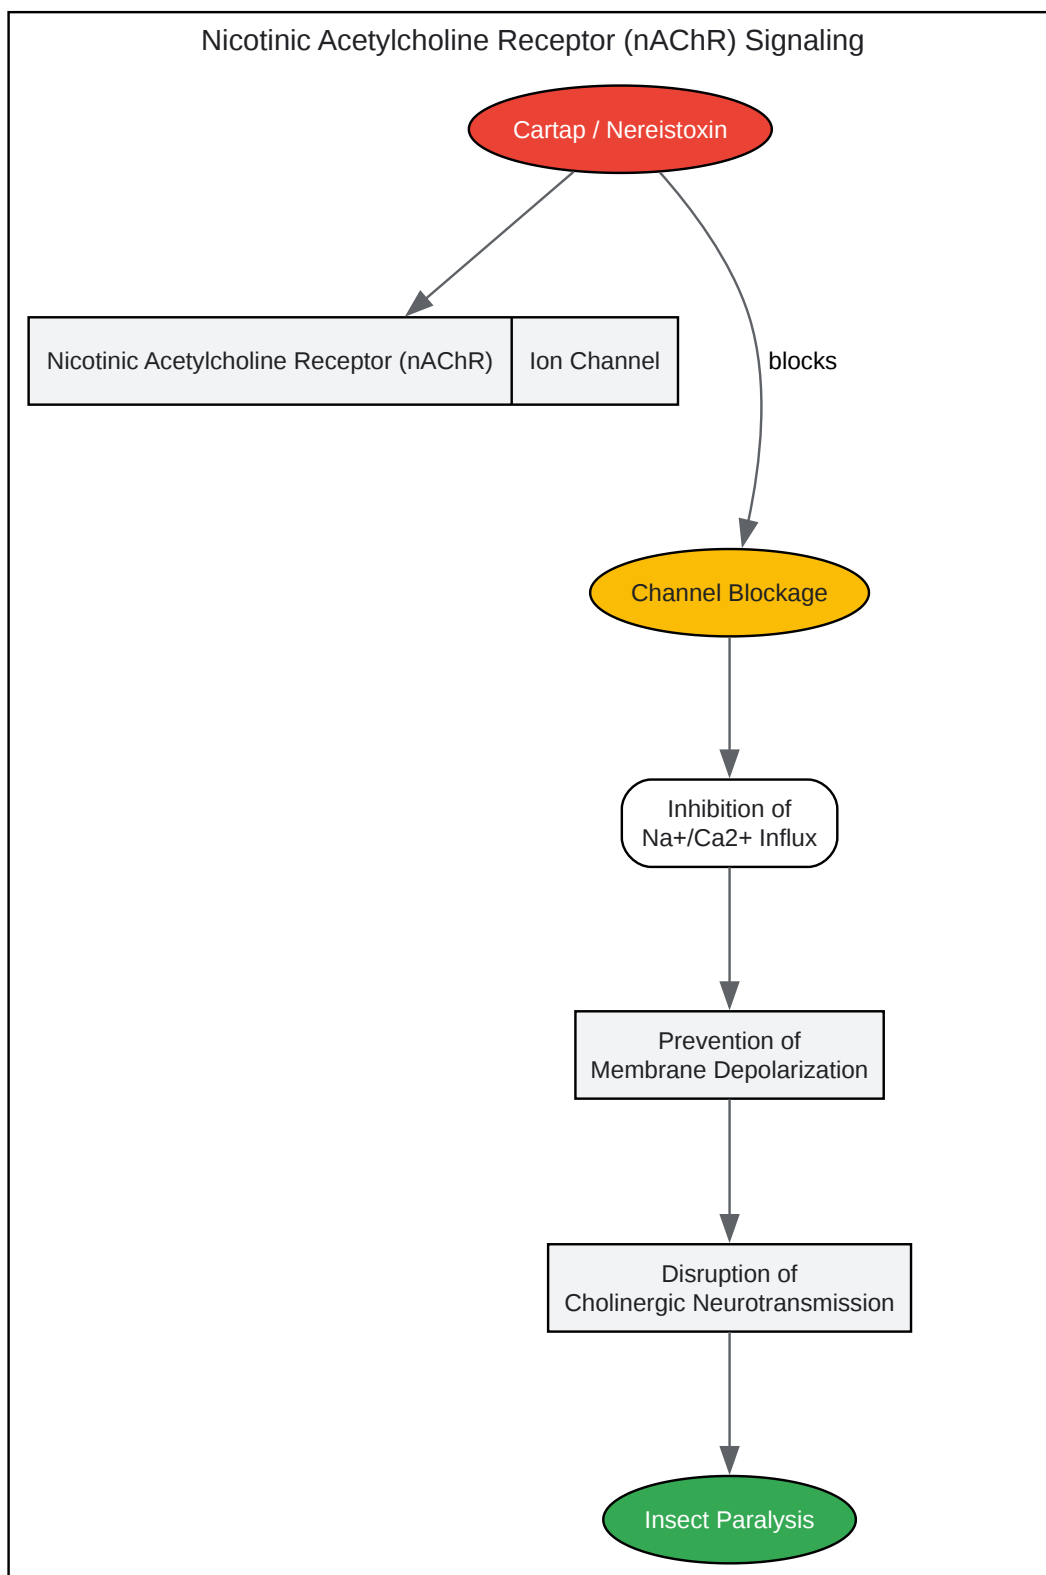 Nicotinic Acetylcholine Receptor (nAChR) Signaling
Cartap / Nereistoxin
Nicotinic Acetylcholine Receptor (nAChR)
Ion Channel
blocks
Channel Blockage
Inhibition of
Na+/Ca2+ Influx
Prevention of
Membrane Depolarization
Disruption of
Cholinergic Neurotransmission
Insect Paralysis